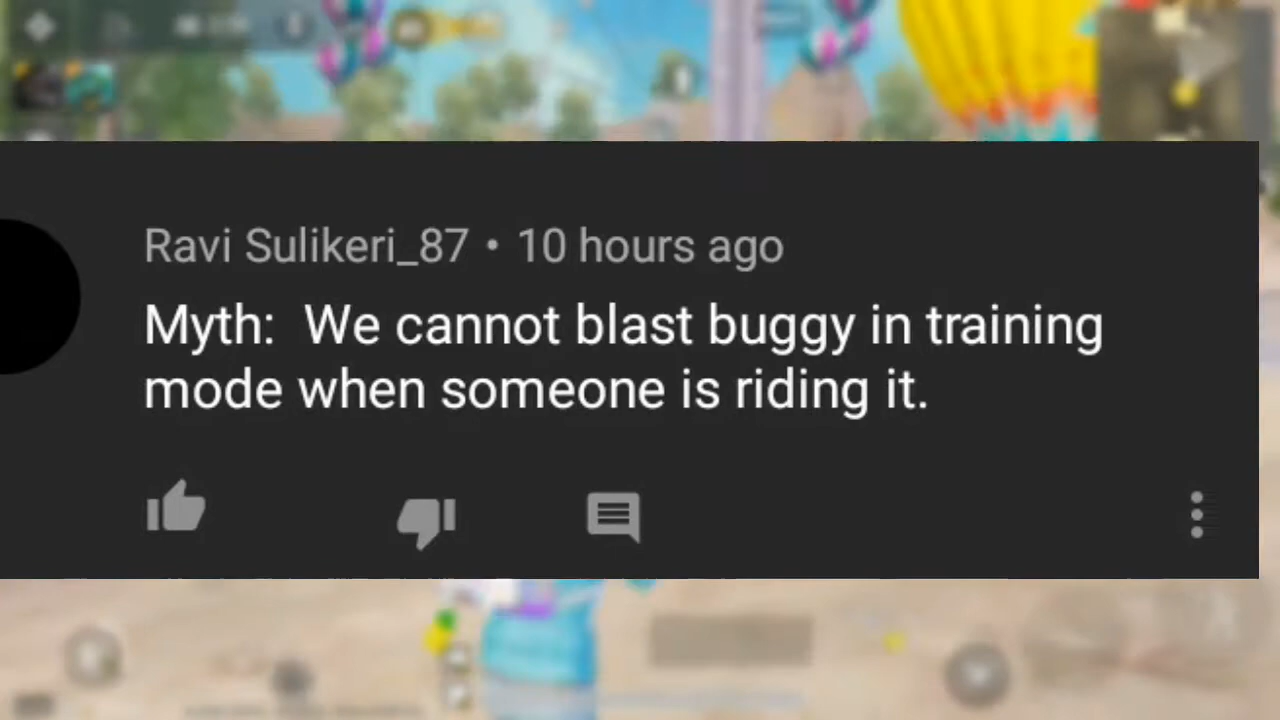 Ravi Sulikeri_87 • 10 hours ago
Myth:  We cannot blast buggy in training
mode when someone is riding it.